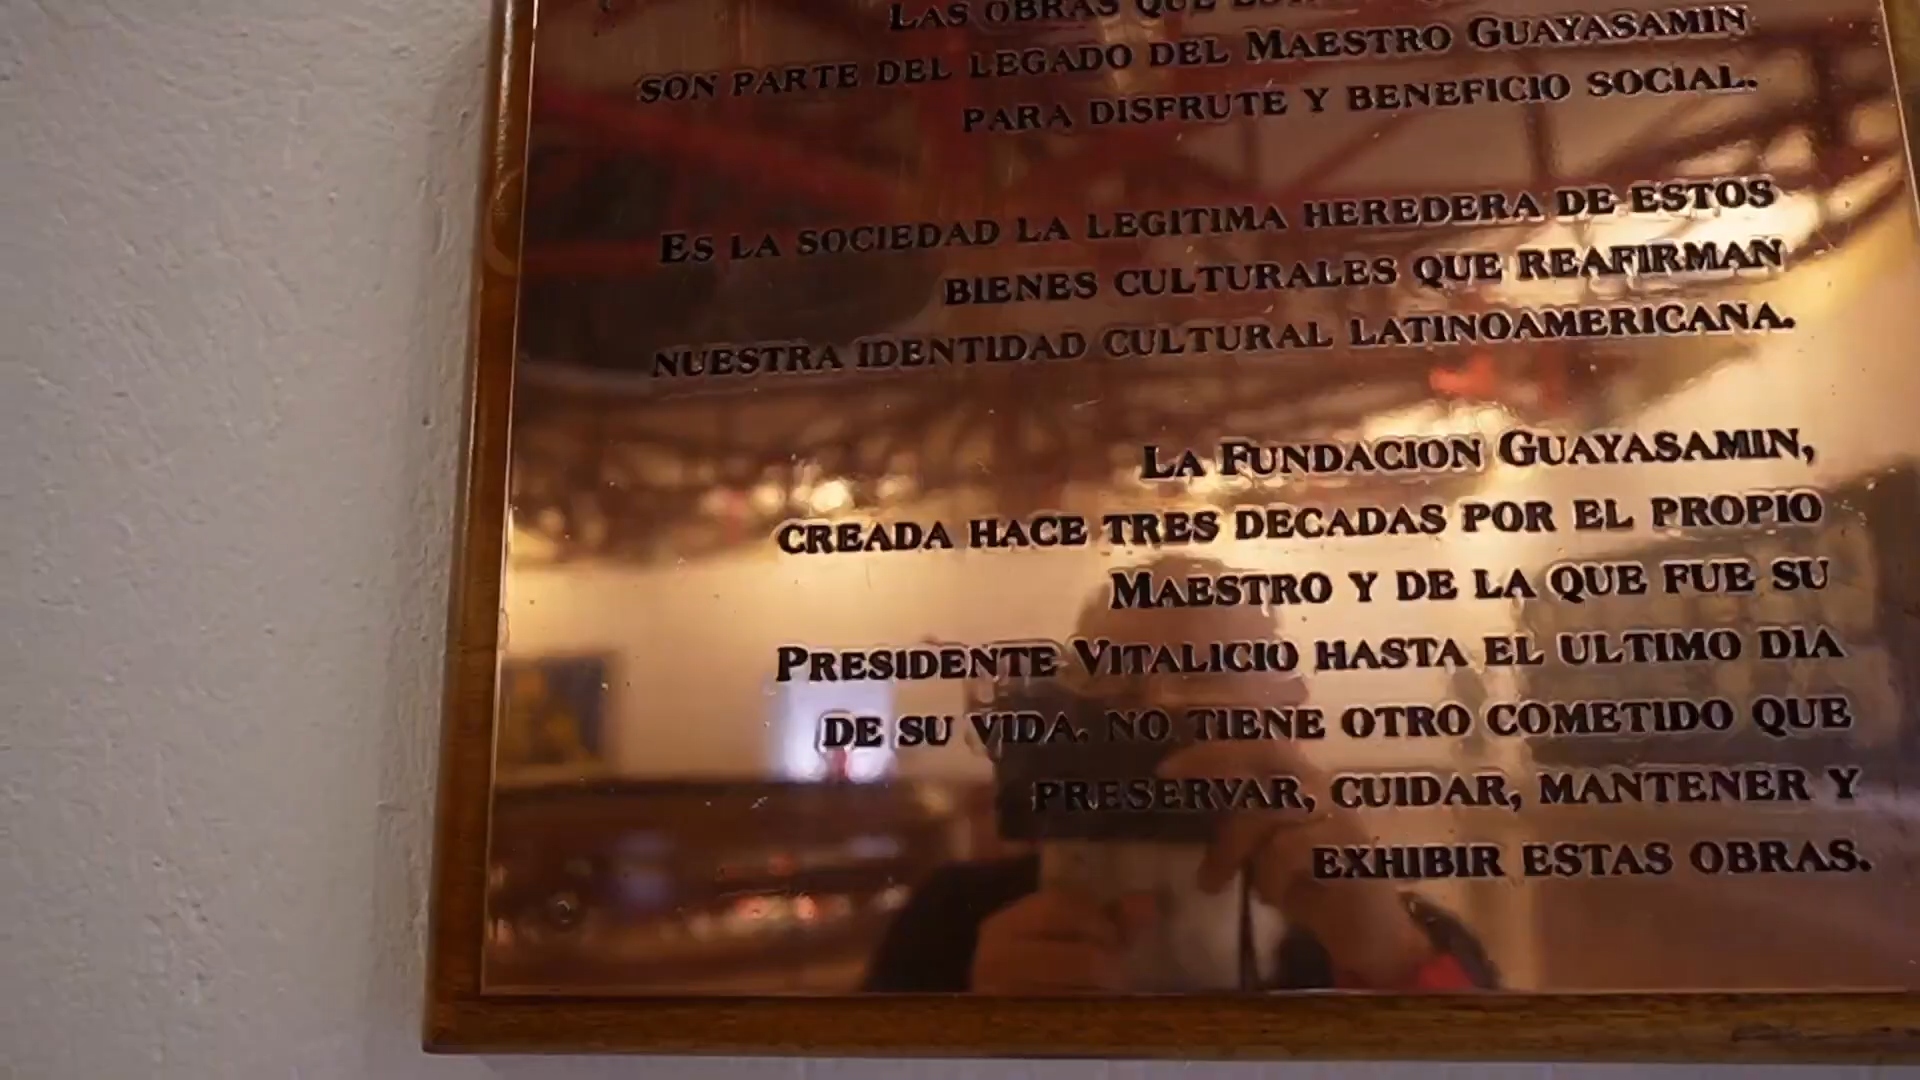 LAS OBRAS QUE
SON PARTE DEL LEGADO DEL MAESTRO GUAYASAMIN
PARA DISFRUTE Y BENEFICIO SOCIAL.
ES LA SOCIEDAD LA LEGITIMA HEREDERA DE ESTOS
BIENES CULTURALES QUE REAFIRMAN
NUESTRA IDENTIDAD CULTURAL LATINOAMERICANA.
LA FUNDACION GUAYASAMIN,
CREADA HACE TRES DECADAS POR EL PROPIO
MAESTRO Y DE LA QUE FUE SU
PRESIDENTE VITALICIO HASTA EL ULTIMO DIA
DE SU VIDA. NO TIENE OTRO COMETIDO QUE
PRESERVAR, CUIDAR, MANTENER Y
EXHIBIR ESTAS OBRAS.